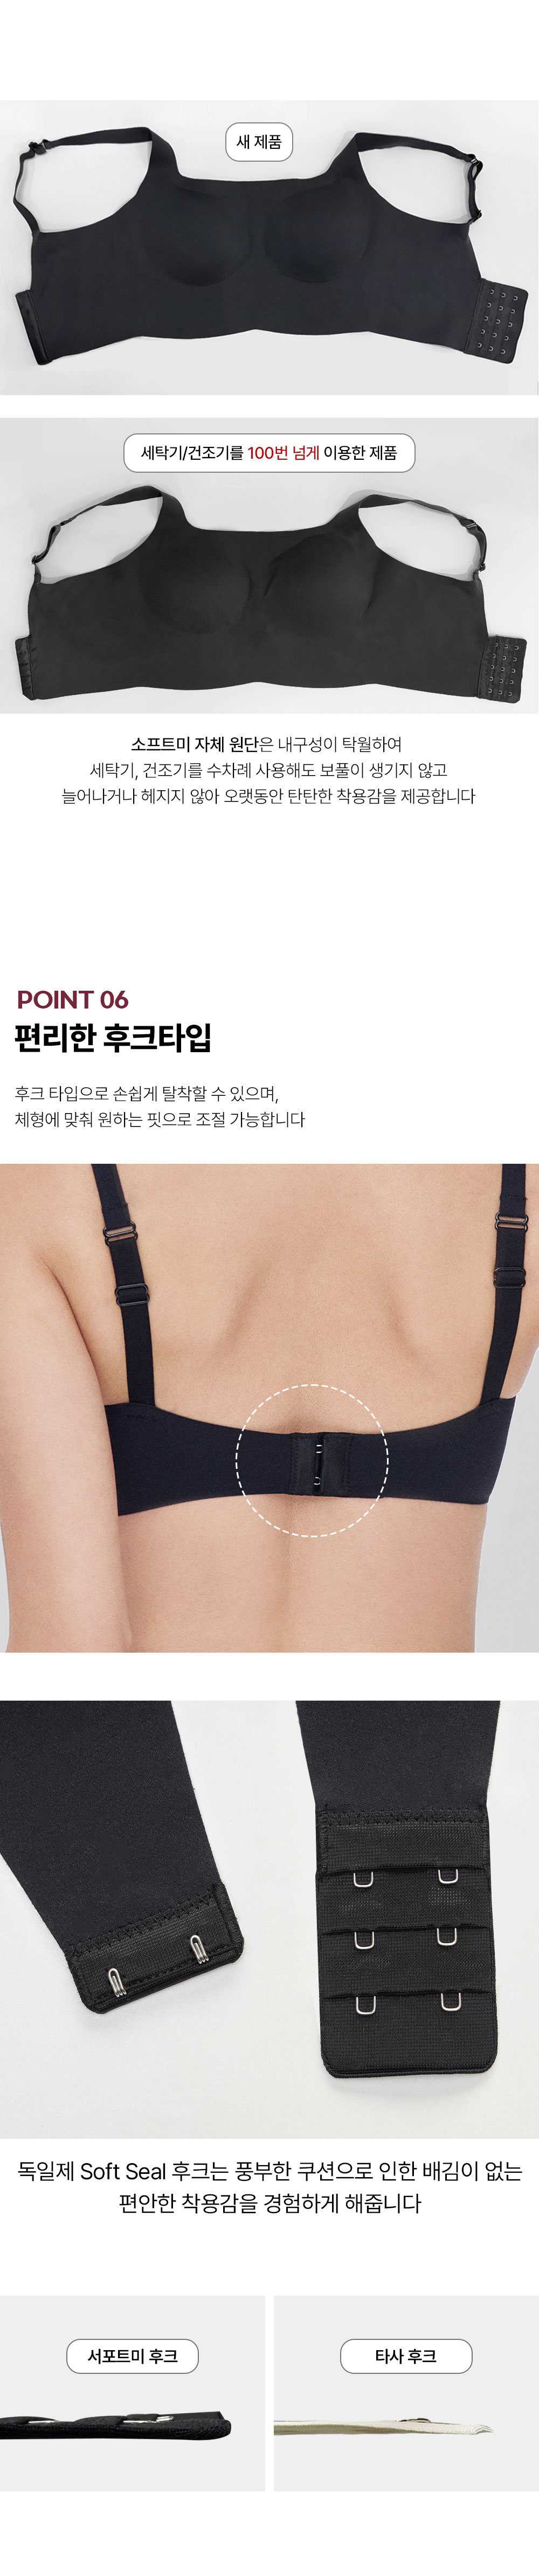 새 제품
세탁기/건조기를 100번 넘게 이용한 제품
소프트미 자체 원단은 내구성이 탁월하여
세탁기, 건조기를 수차례 사용해도 보풀이 생기지 않고
늘어나거나 헤지지 않아 오랫동안 탄탄한 착용감을 제공합니다
POINT 06
편리한 후크타입
후크 타입으로 손쉽게 탈착할 수 있으며,
체형에 맞춰 원하는 핏으로 조절 가능합니다
독일제 Soft Seal 후크는 풍부한 쿠션으로 인한 배김이 없는
편안한 착용감을 경험하게 해줍니다
서포트미 후크
타사 후크